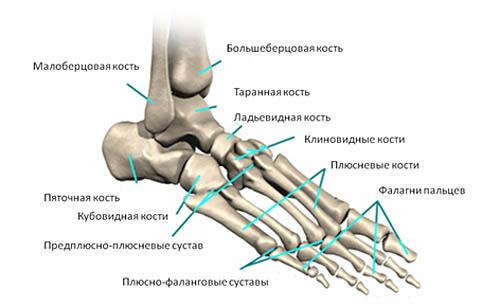 Большеберцовая кость
Малоберцовая кость
Таранная кость
Ладьевидная кость
Клиновидные кости
Плюсневые кости
Фалагни пальцев
Пяточная кость
Кубовидная кости
Предплюсно-плюсневые сустав
Плюсно-фаланговые суставы